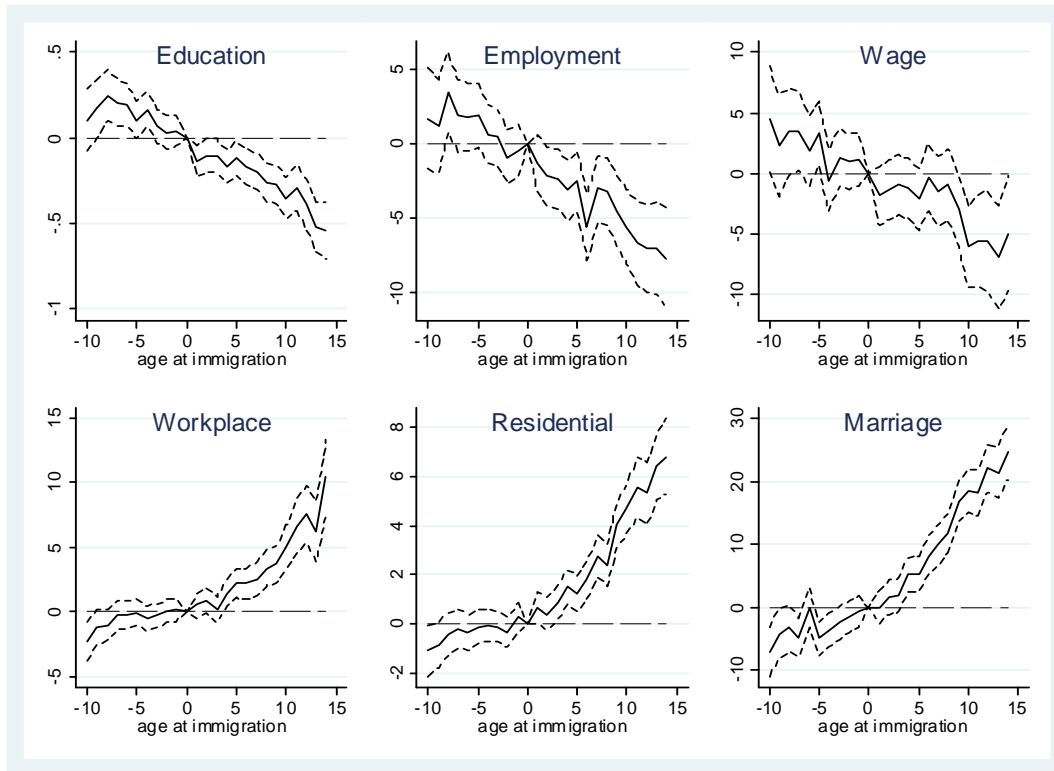 Education
.5
0
-.5
-1
-10 -5 0 5 10 15
age at immigration
Employment
5
0
-5
-10
-10 -5 0 5 10 15
age at immigration
Wage
10
5
0
-5
-10
-10 -5 0 5 10 15
age at immigration
Workplace
15
10
5
0
-5
-10 -5 0 5 10 15
age at immigration
Residential
8
6
4
2
0
-2
-10 -5 0 5 10 15
age at immigration
Marriage
30
20
10
0
-10
-10 -5 0 5 10 15
age at immigration